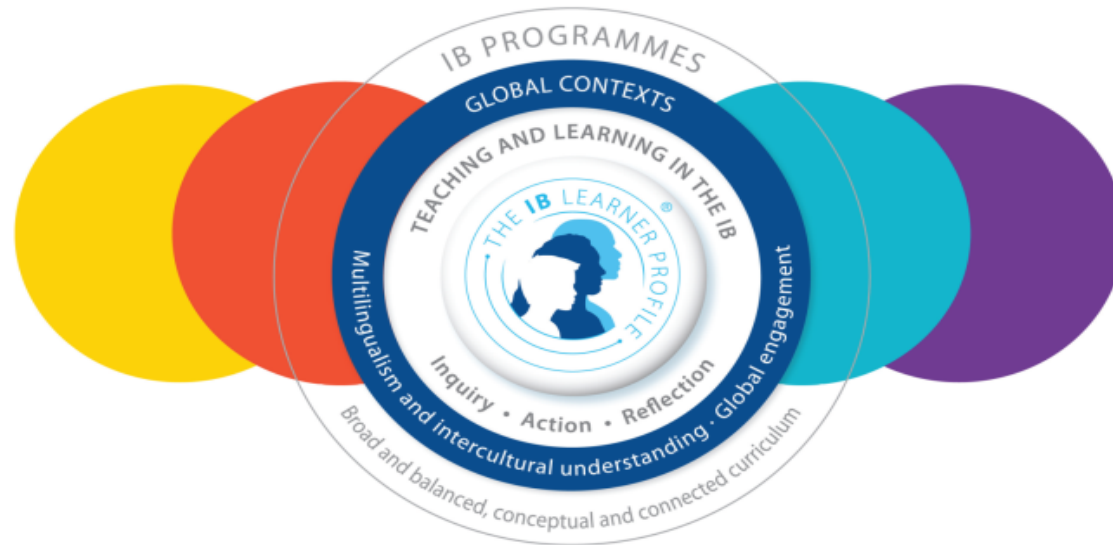 IB PROGRAMMES
GLOBAL CONTEXTS
TEACHING AND LEARNING IN THE IB
THE IB LEARNER PROFILE ®
Inquiry • Action • Reflection
Multilingualism and intercultural understanding · Global engagement
Broad and balanced, conceptual and connected curriculum